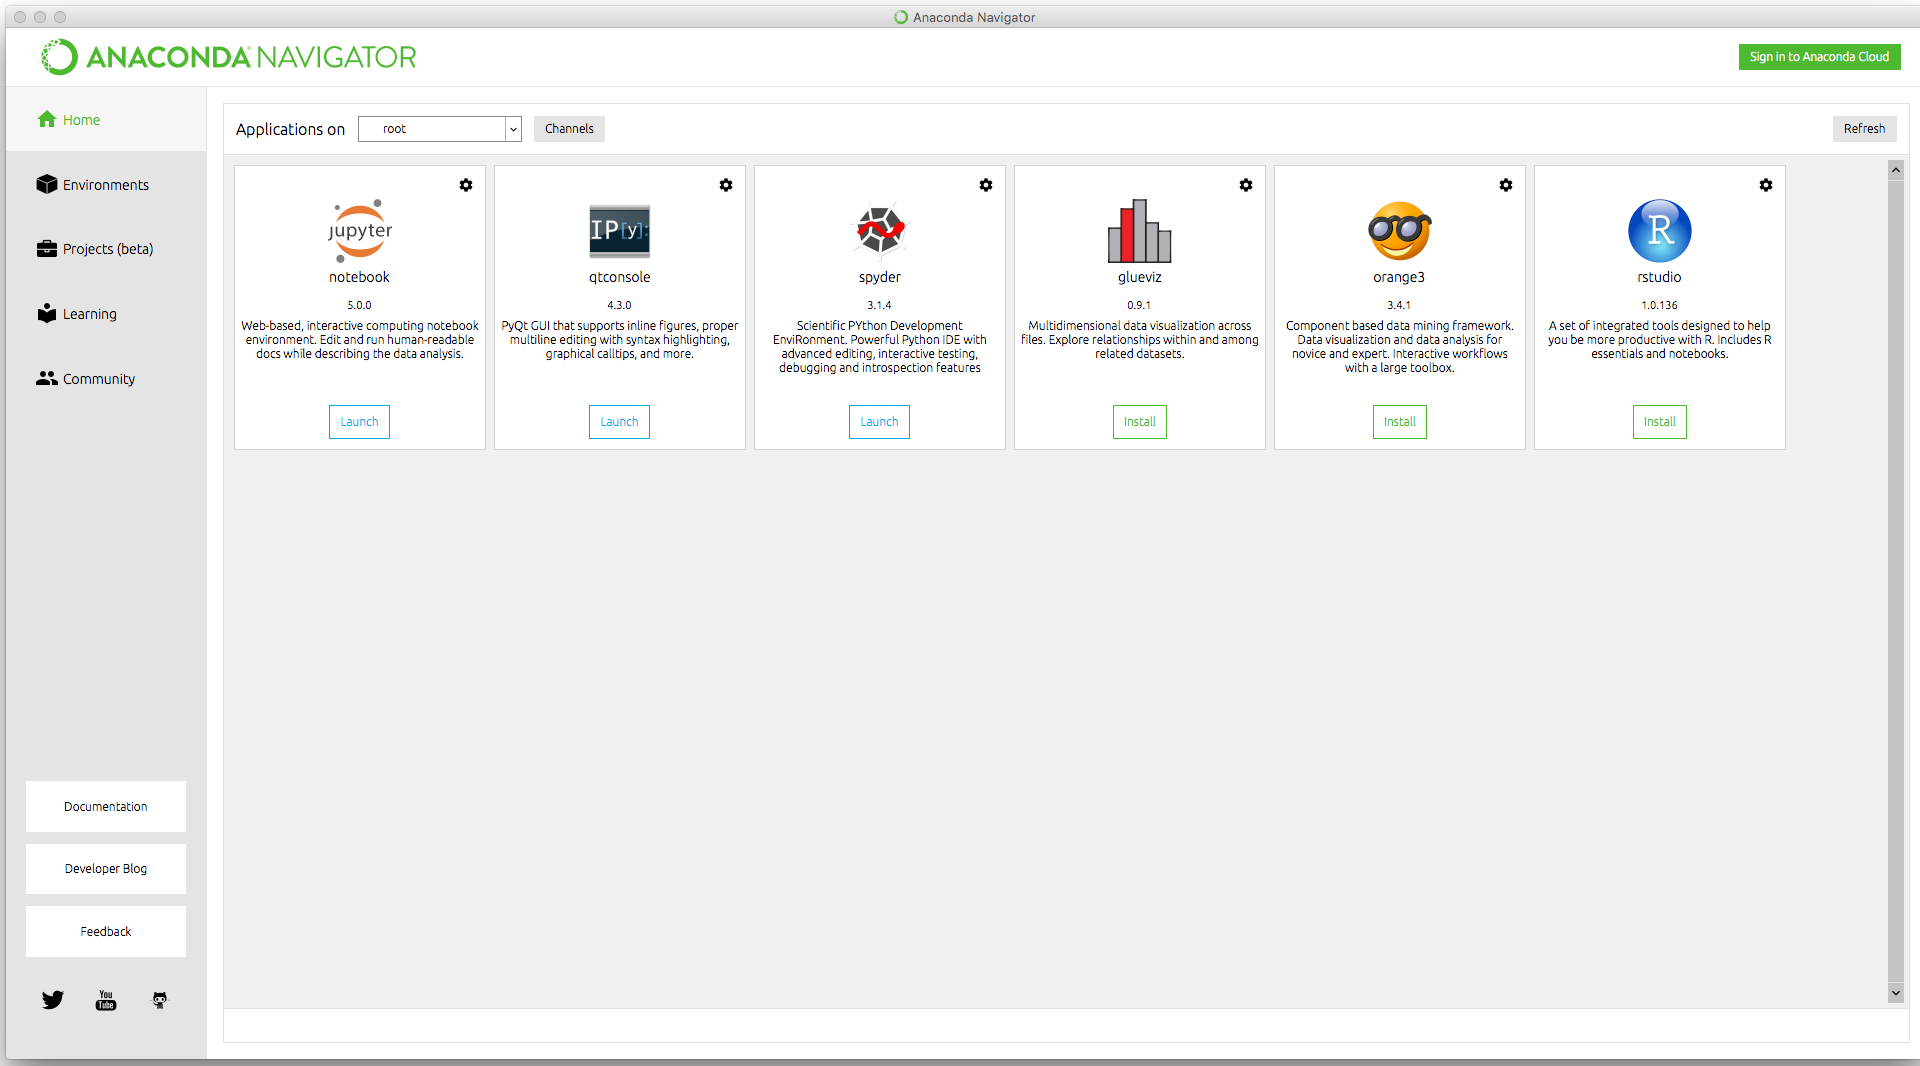 Anaconda Navigator
ANACONDA NAVIGATOR
Sign in to Anaconda Cloud
Home
Environments
Projects (beta)
Learning
Community
Documentation
Developer Blog
Feedback
You
Tube
Applications on
root
Channels
Refresh
jupyter
notebook
5.0.0
Web-based, interactive computing notebook
environment. Edit and run human-readable
docs while describing the data analysis.
Launch
IP[y]:
qtconsole
4.3.0
PyQt GUI that supports inline figures, proper
multiline editing with syntax highlighting,
graphical calltips, and more.
Launch
spyder
3.1.4
Scientific PYthon Development
EnviRonment. Powerful Python IDE with
advanced editing, interactive testing,
debugging and introspection features
Launch
glueviz
0.9.1
Multidimensional data visualization across
files. Explore relationships within and among
related datasets.
Install
orange3
3.4.1
Component based data mining framework.
Data visualization and data analysis for
novice and expert. Interactive workflows
with a large toolbox.
Install
R
rstudio
1.0.136
A set of integrated tools designed to help
you be more productive with R. Includes R
essentials and notebooks.
Install